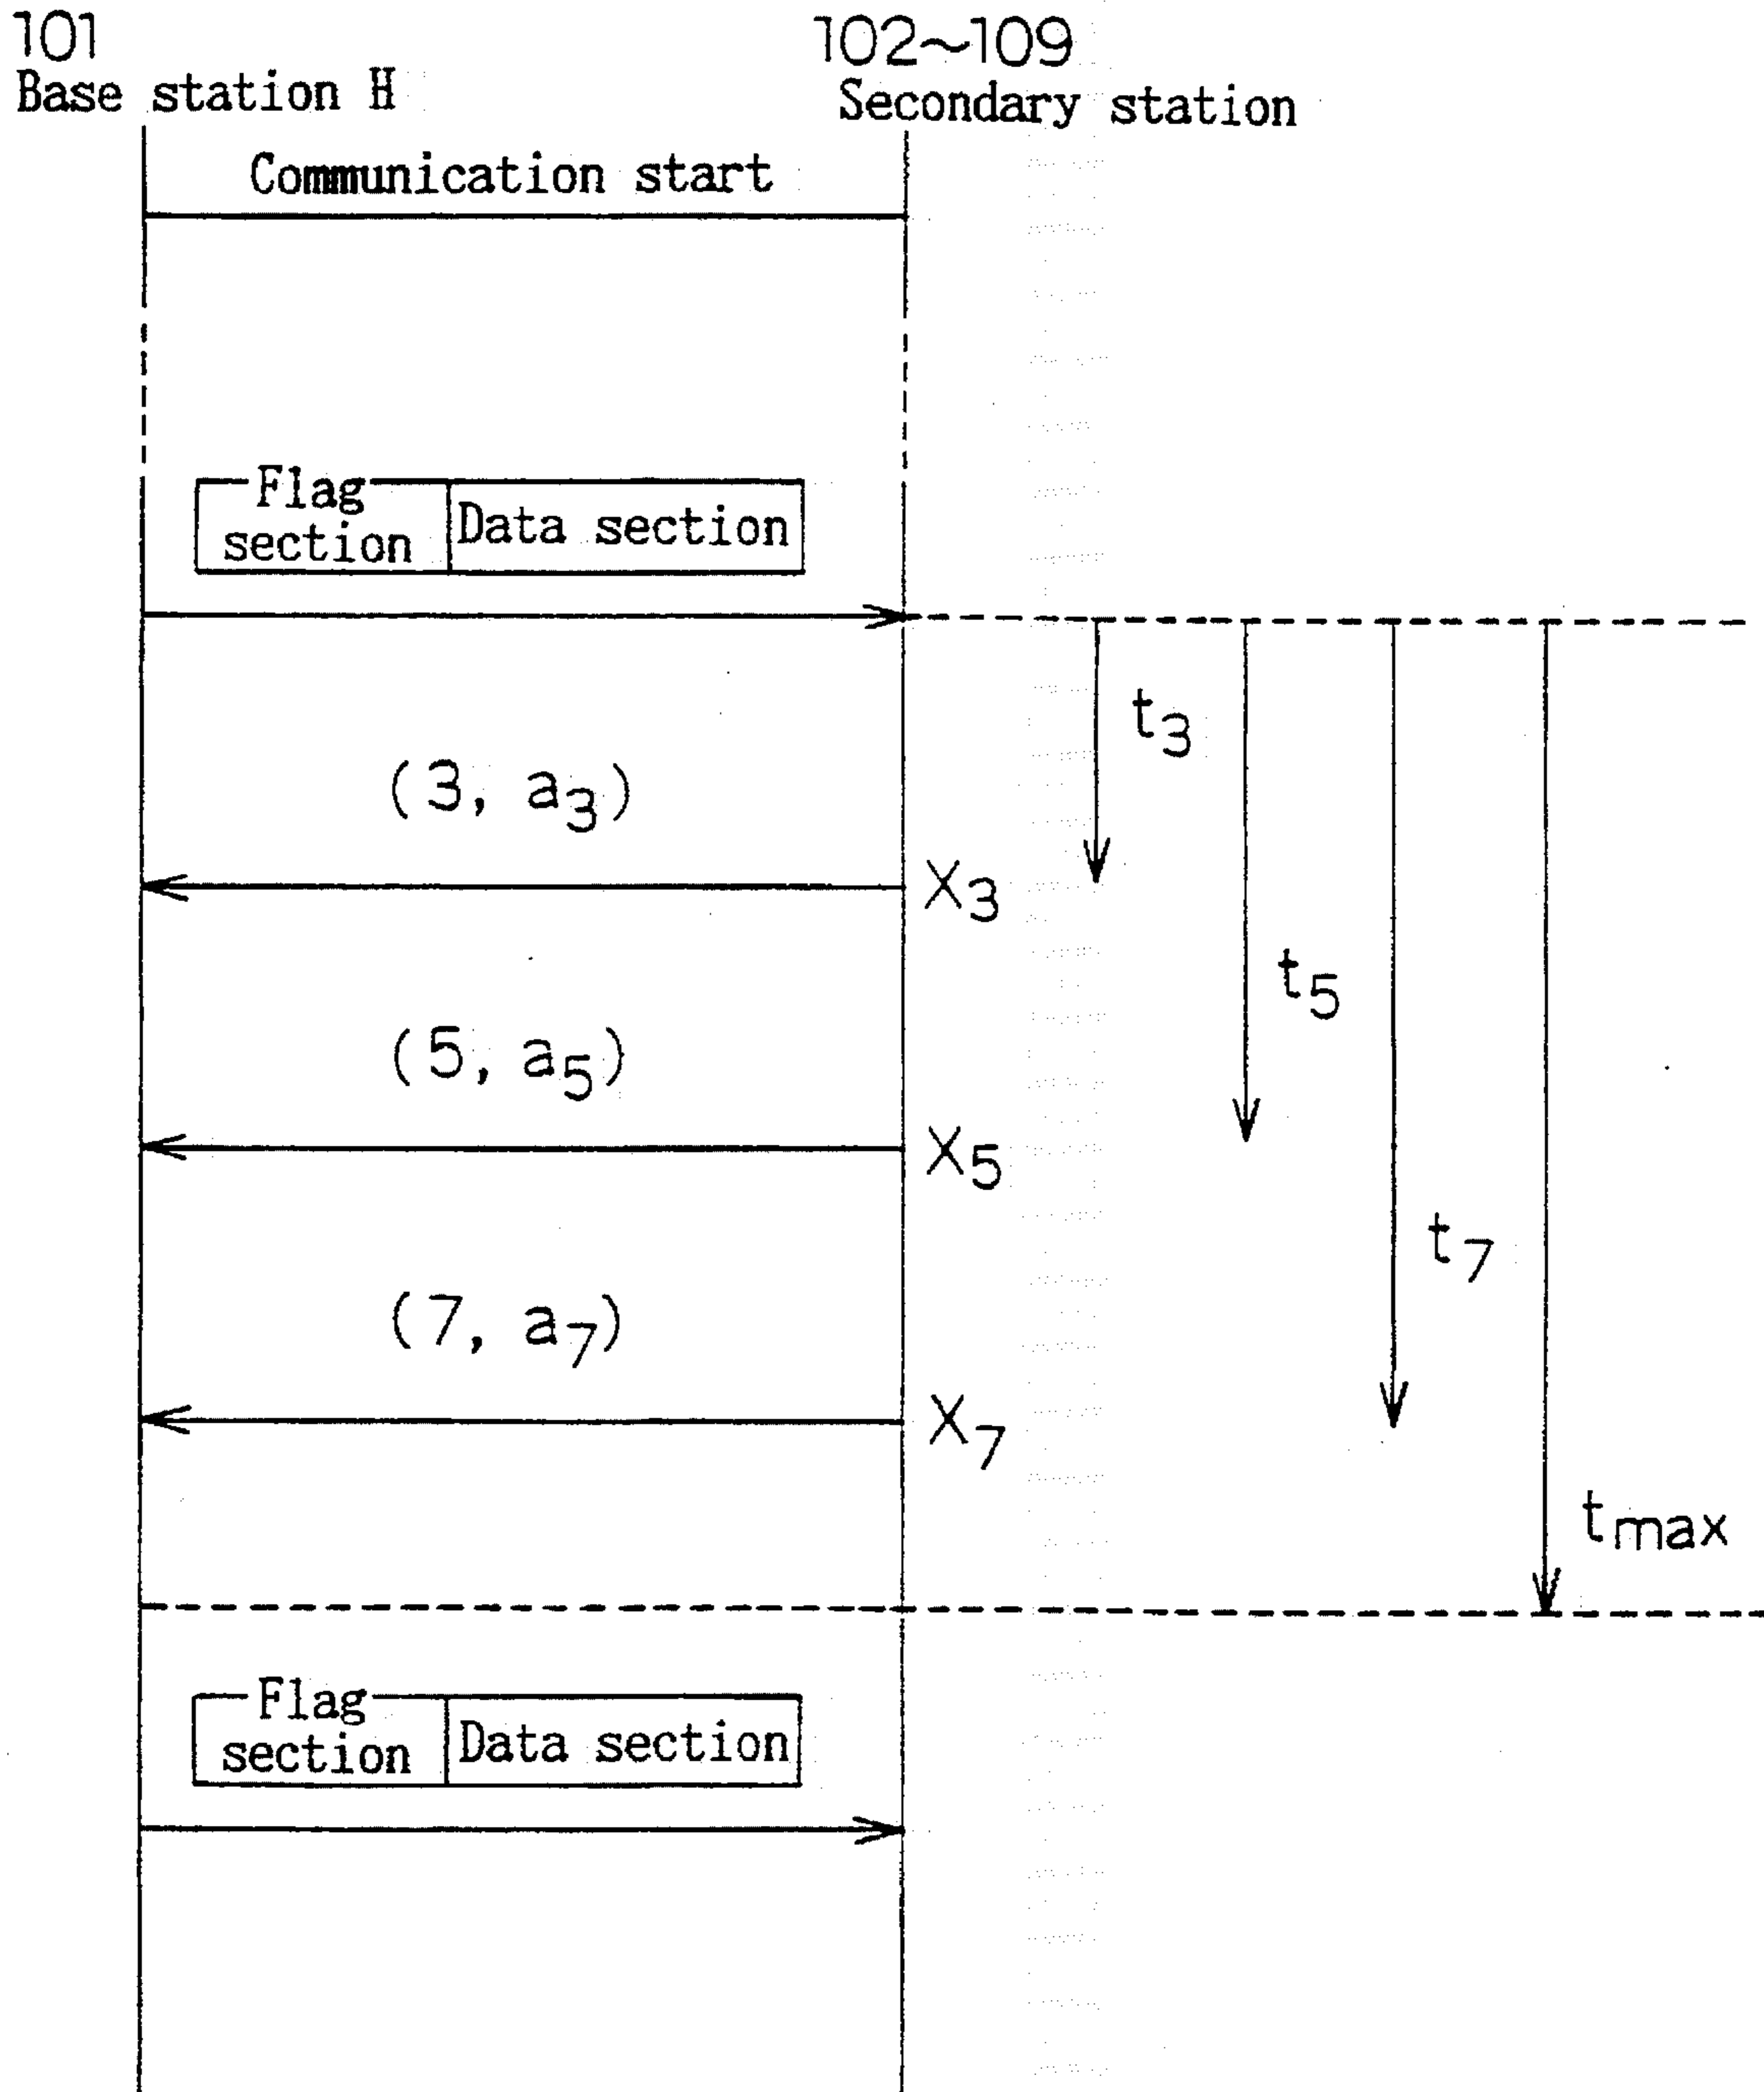 101
Base station H
102~109
Secondary station
Communication start
Flag
section
Data section
t3
(3, a3)
X3
t5
(5, a5)
X5
t7
(7, a7)
X7
tmax
Flag
section
Data section